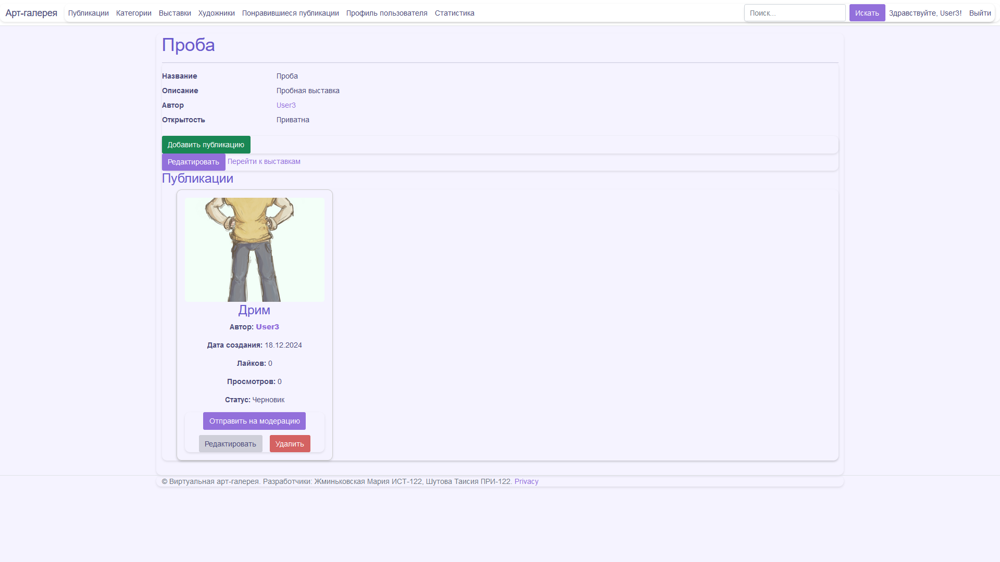 Арт-галерея Публикации Категории Выставки Художники Понравившиеся публикации Профиль пользователя Статистика Поиск... Искать Здравствуйте, User3! Выйти
Проба
Название Проба
Описание Пробная выставка
Автор User3
Открытость Приватна
Добавить публикацию
Редактировать Перейти к выставкам
Публикации
Дрим
Автор: User3
Дата создания: 18.12.2024
Лайков: 0
Просмотров: 0
Статус: Черновик
Отправить на модерацию
Редактировать Удалить
© Виртуальная арт-галерея. Разработчики: Жминьковская Мария ИСТ-122, Шутова Таисия ПРИ-122. Privacy